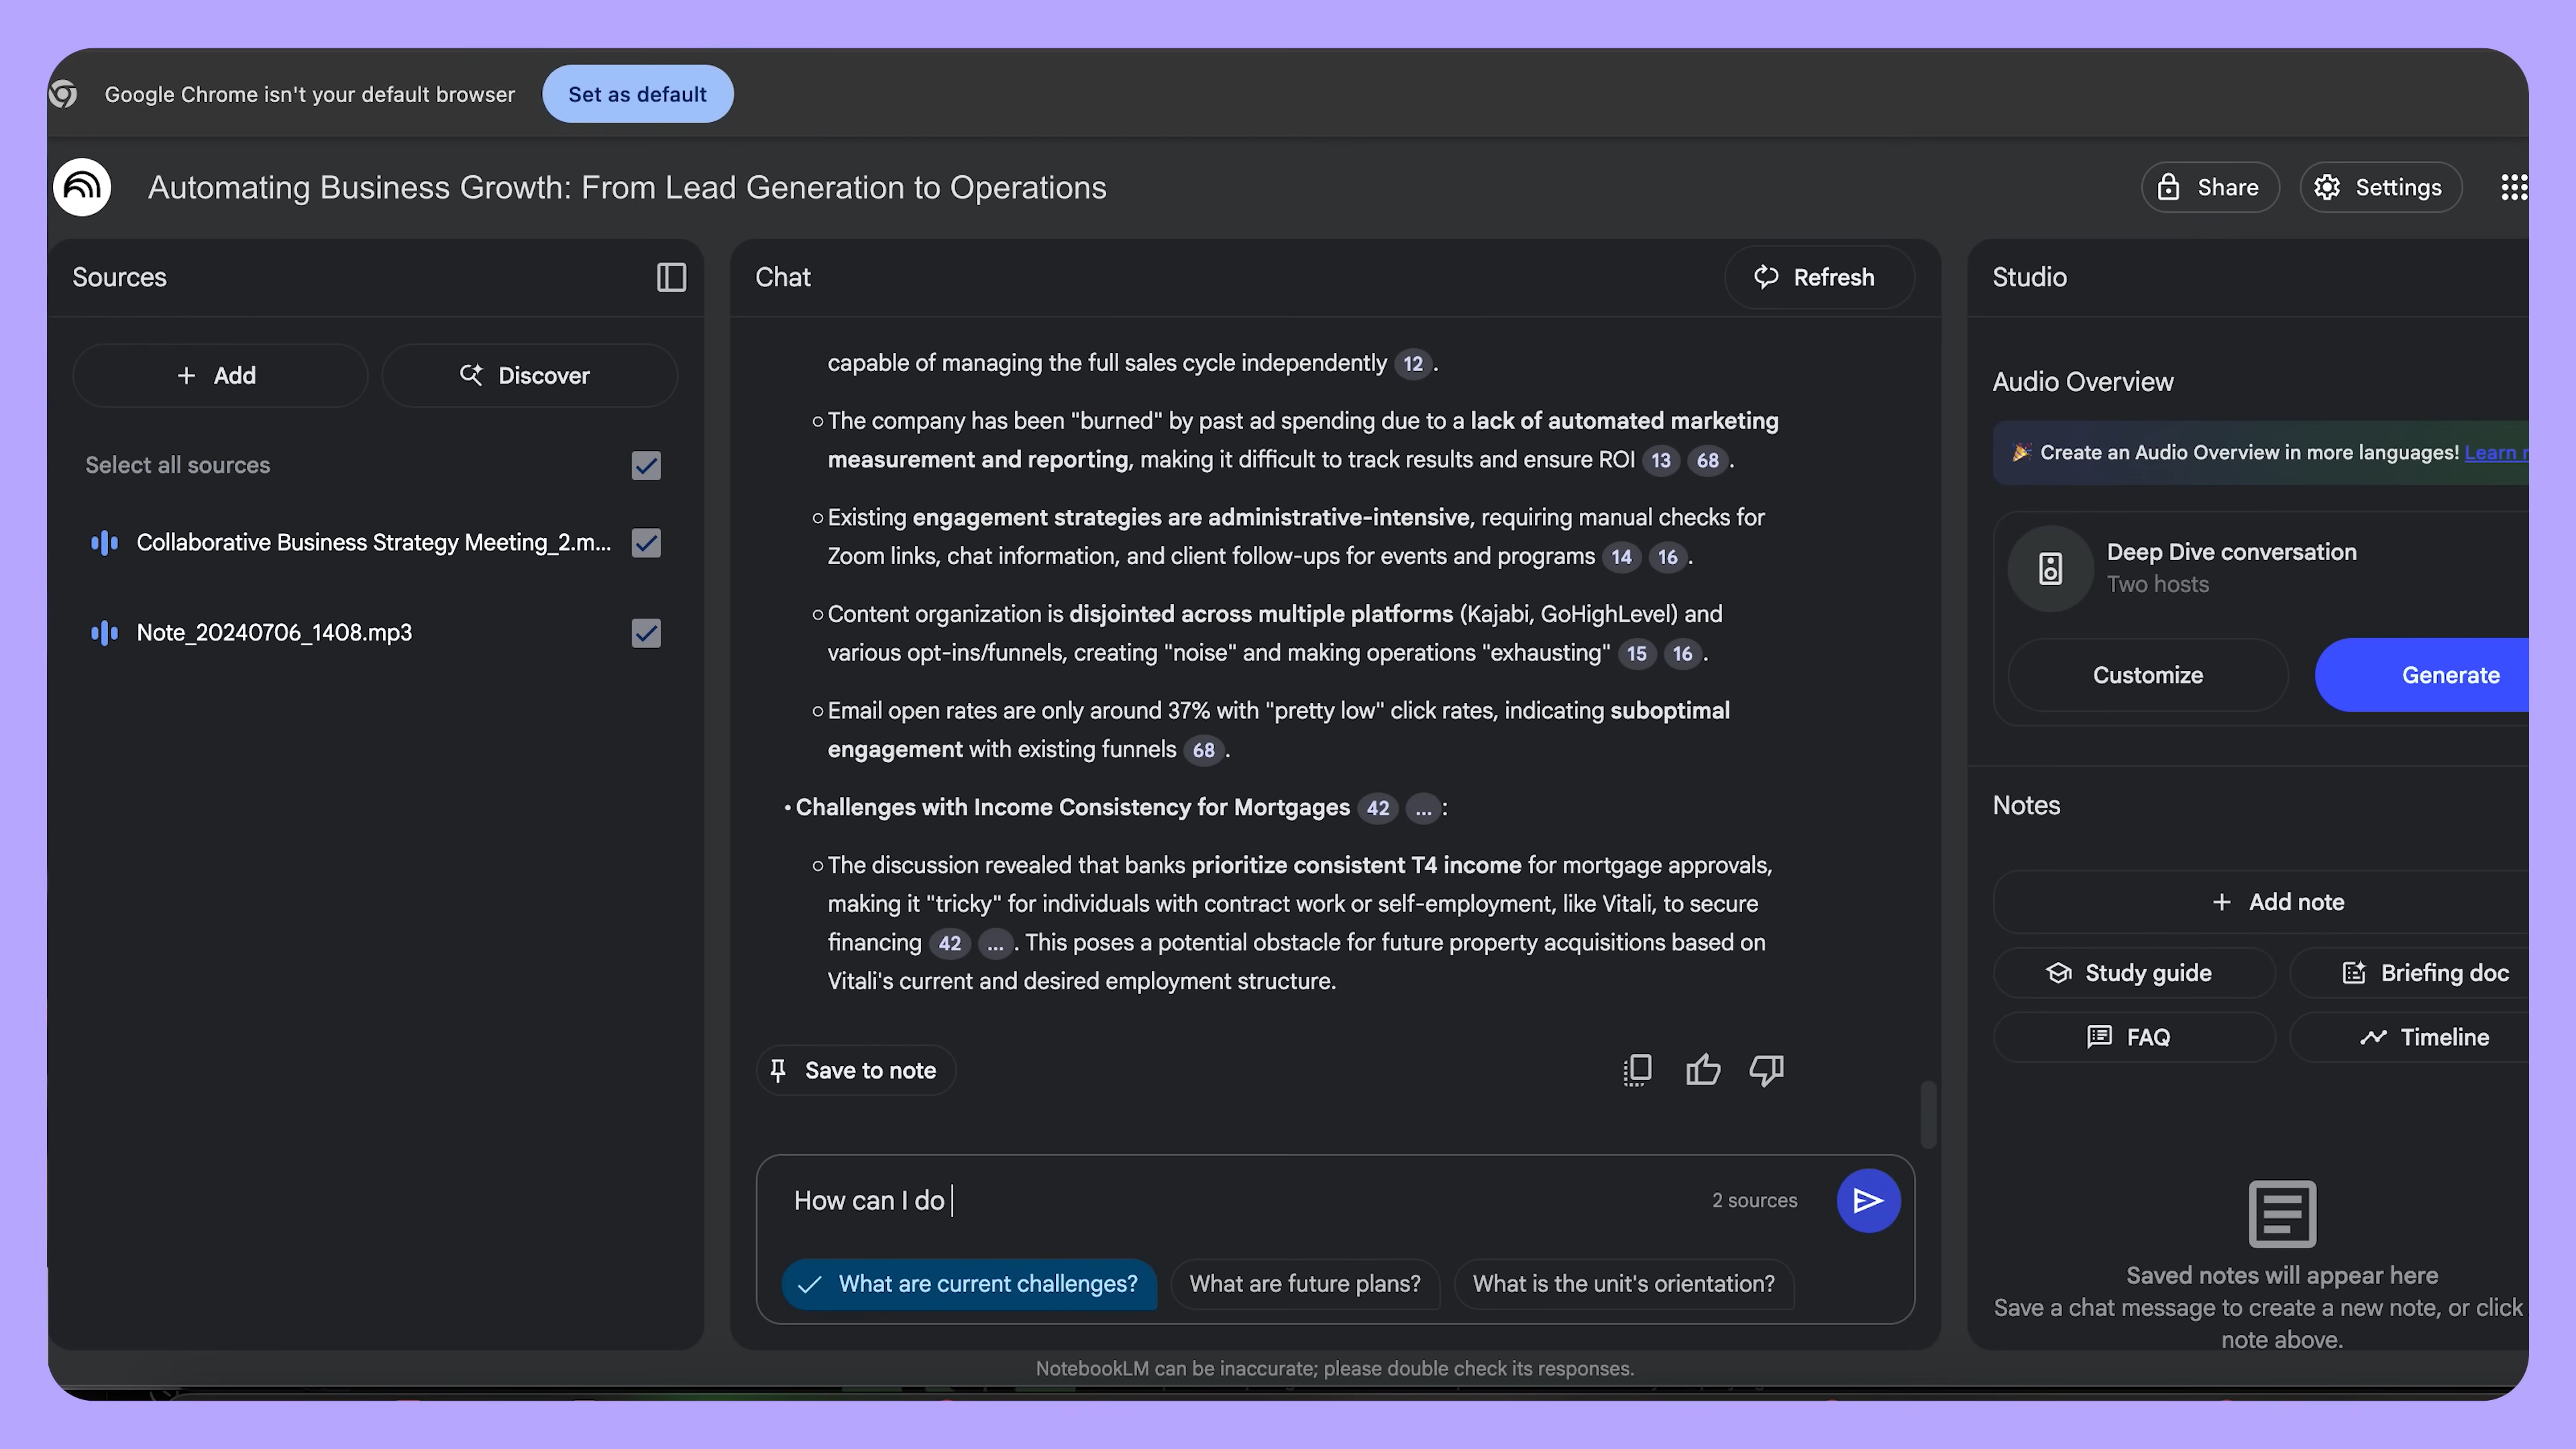 Google Chrome isn't your default browser
Set as default
Automating Business Growth: From Lead Generation to Operations
Share
Settings
Sources
Add
Discover
Select all sources
Collaborative Business Strategy Meeting_2.m...
Note_20240706_1408.mp3
Chat
Refresh
capable of managing the full sales cycle independently 12 .
The company has been "burned" by past ad spending due to a lack of automated marketing
measurement and reporting, making it difficult to track results and ensure ROI 13 68 .
Existing engagement strategies are administrative-intensive, requiring manual checks for
Zoom links, chat information, and client follow-ups for events and programs 14 16 .
Content organization is disjointed across multiple platforms (Kajabi, GoHighLevel) and
various opt-ins/funnels, creating "noise" and making operations "exhausting" 15 16 .
Email open rates are only around 37% with "pretty low" click rates, indicating suboptimal
engagement with existing funnels 68 .
• Challenges with Income Consistency for Mortgages 42 ... :
The discussion revealed that banks prioritize consistent T4 income for mortgage approvals,
making it "tricky" for individuals with contract work or self-employment, like Vitali, to secure
financing 42 ... . This poses a potential obstacle for future property acquisitions based on
Vitali's current and desired employment structure.
Save to note
How can I do
2 sources
What are current challenges?
What are future plans?
What is the unit's orientation?
NotebookLM can be inaccurate; please double check its responses.
Studio
Audio Overview
Create an Audio Overview in more languages! Learn
Deep Dive conversation
Two hosts
Customize
Generate
Notes
Add note
Study guide
Briefing doc
FAQ
Timeline
Saved notes will appear here
Save a chat message to create a new note, or click
note above.